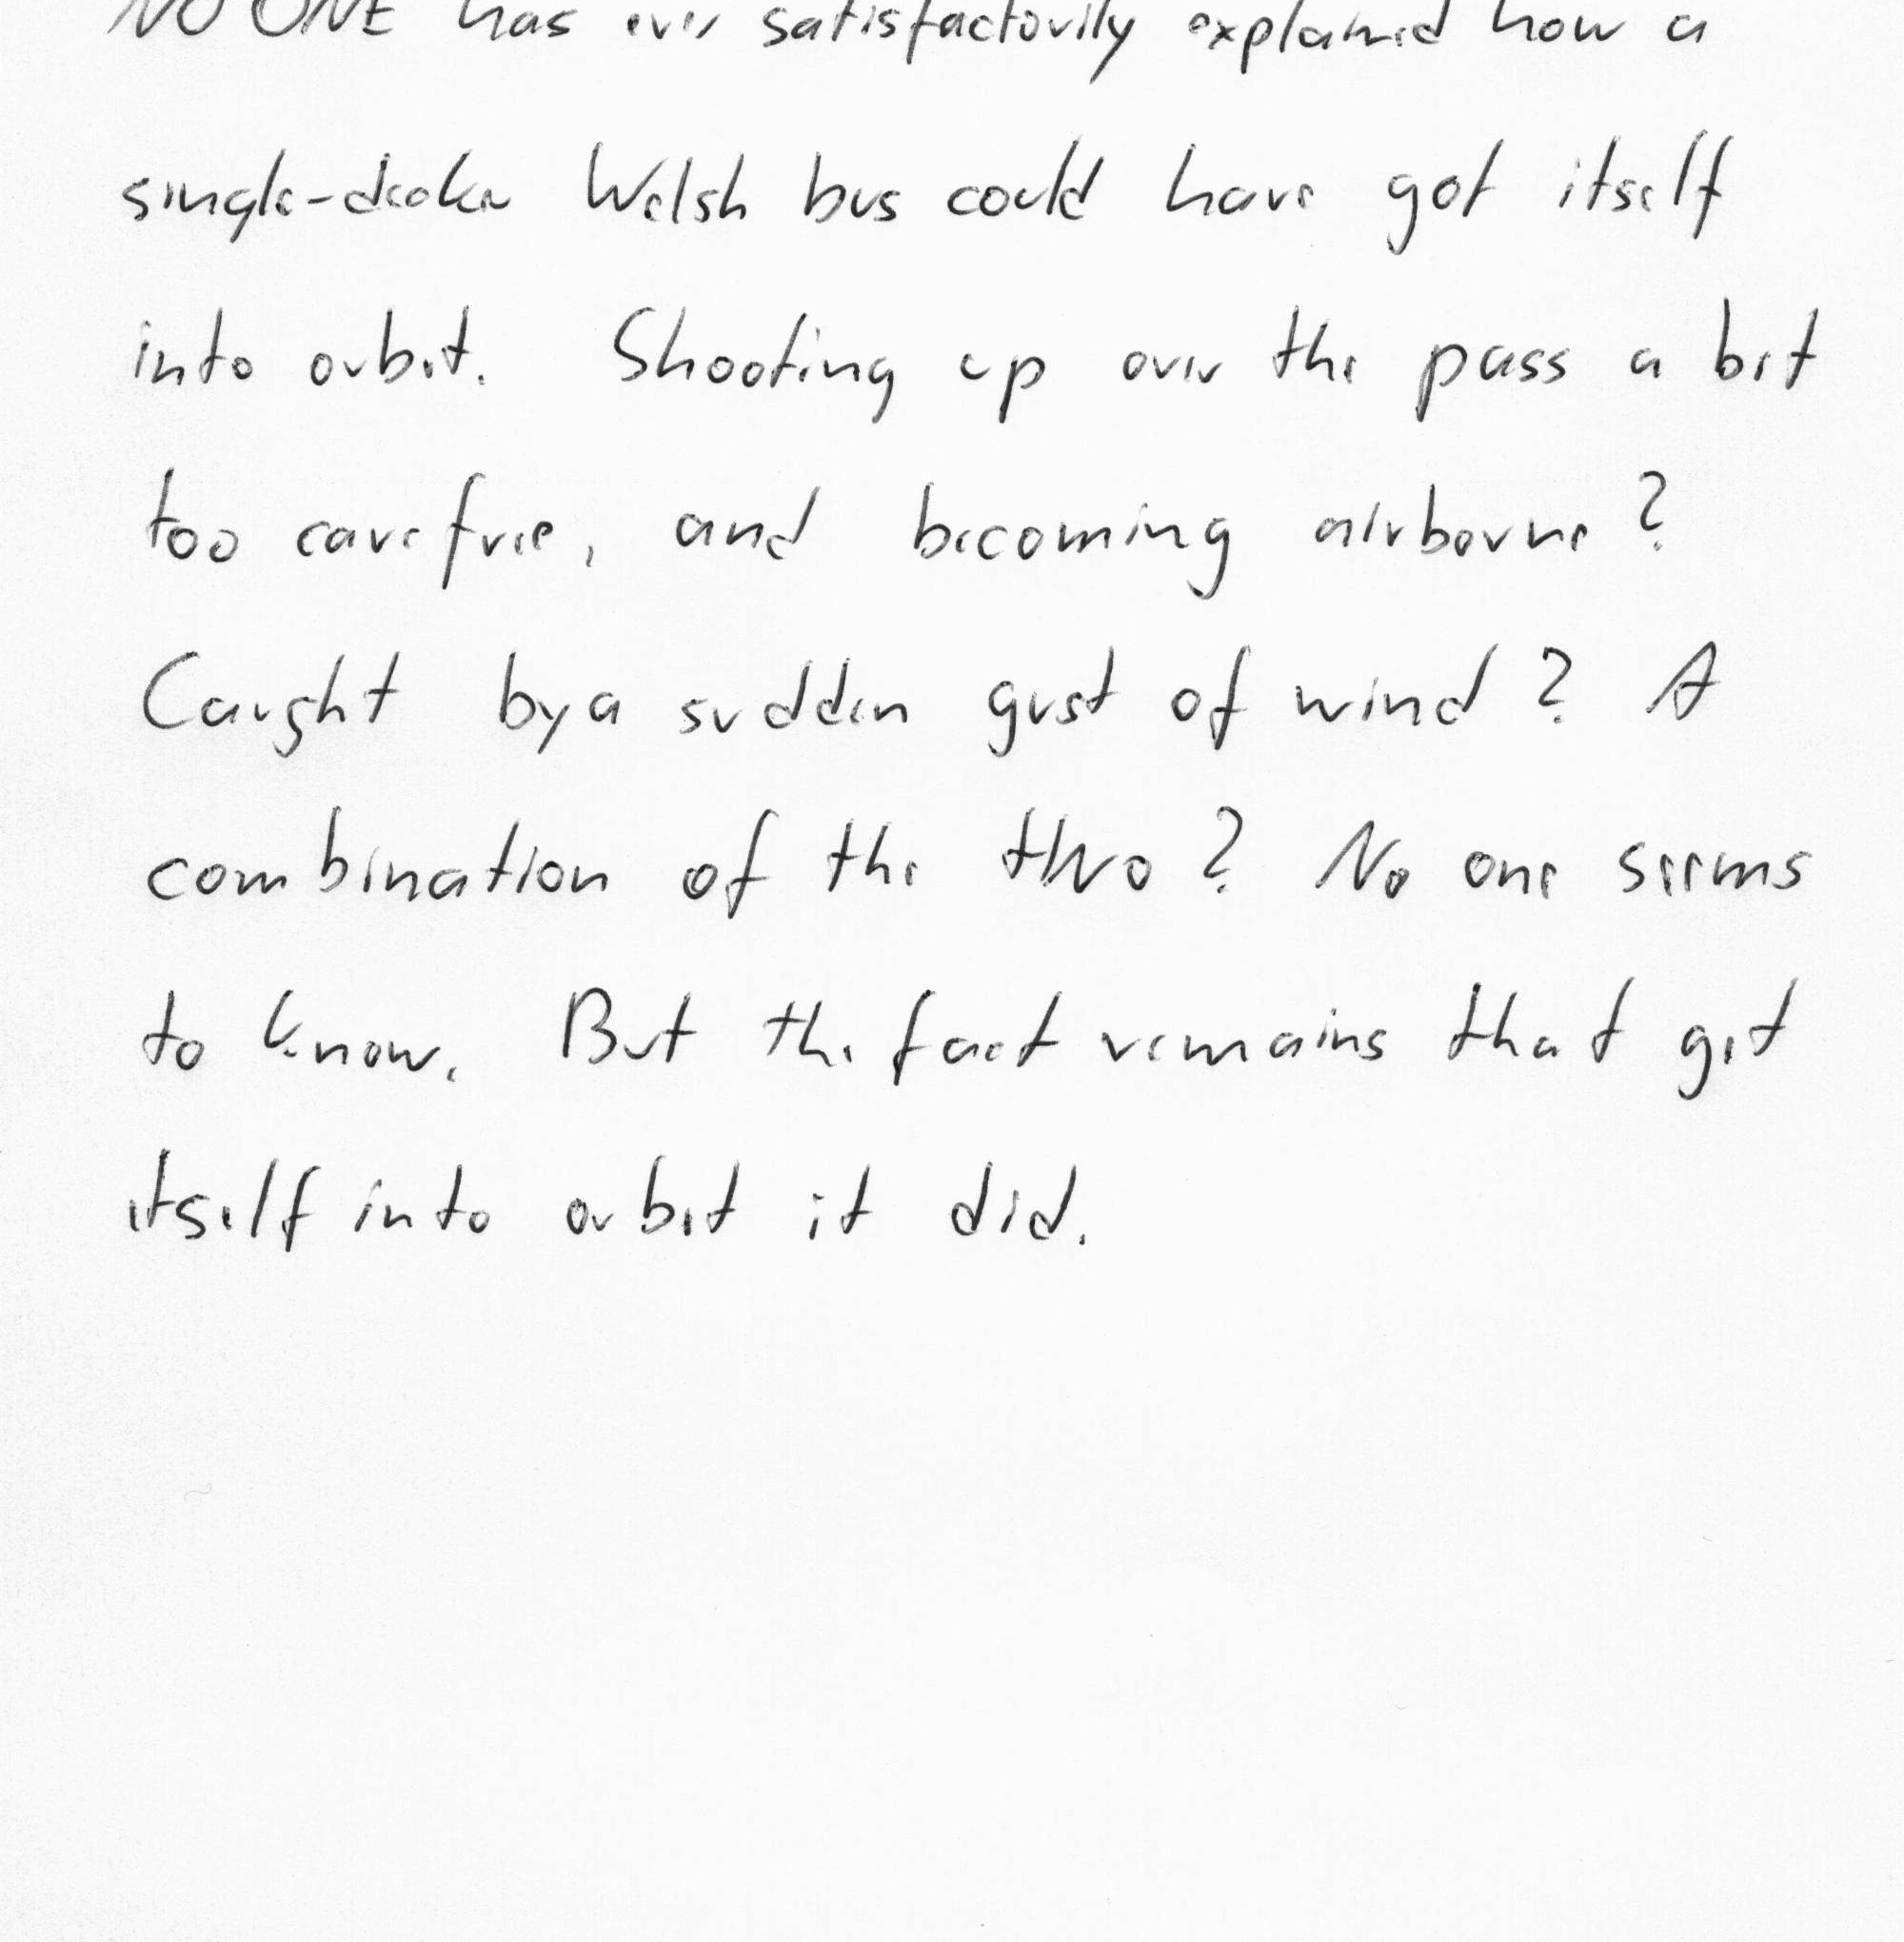 NO ONE has ever satisfactorily explained how a
single-decker Welsh bus could have got itself
into orbit. Shooting up over the pass a bit
too carefree, and becoming airborne?
Caught by a sudden gust of wind? A
combination of the two? No one seems
to know. But the fact remains that get
itself into orbit it did.